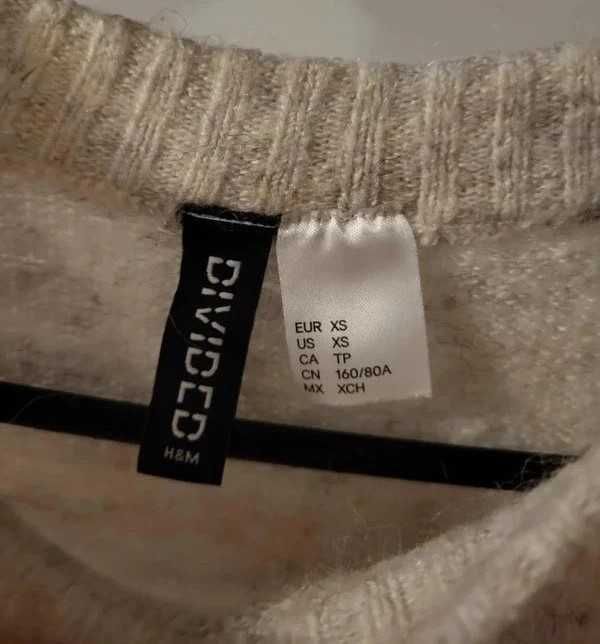 DIVIDED
H&M
EUR XS
US XS
CA TP
CN 160/80A
MX XCH